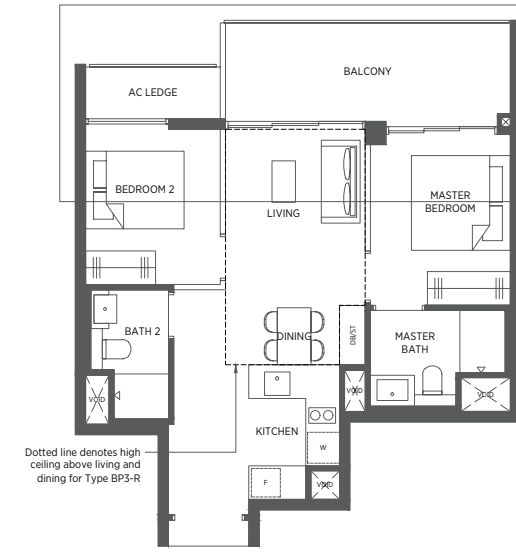 BALCONY
AC LEDGE
BEDROOM 2
MASTER
BEDROOM
LIVING
DINING
DB/ST
BATH 2
MASTER
BATH
VOID
VOID
VOID
KITCHEN
W
Dotted line denotes high
ceiling above living and
dining for Type BP3-R
F
VOID